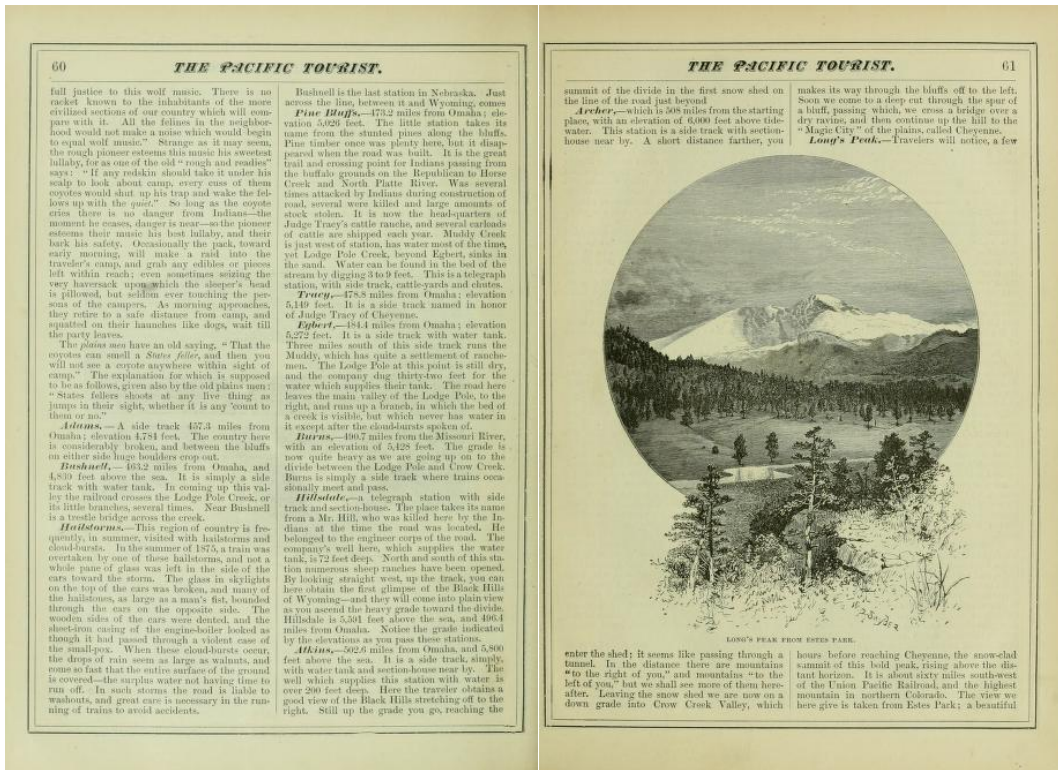 60
THE PACIFIC TOURIST.
full justice to this wolf music. There is no
racket known to the inhabitants of the more
civilized sections of our country which will com-
pare with it. All the felines in the neighbor-
hood would not make a noise which would begin
to equal wolf music." Strange as it may seem,
the rough pioneer esteems this music his sweetest
lullaby, for as one of the old "rough and readies"
says: "If any redskin should take it under his
scalp to look about camp, every cuss of them
coyotes would shut up his trap and wake the fel-
lows up with the quiet." So long as the coyote
cries there is no danger from Indians—the
moment he ceases, danger is near—so the pioneer
esteems their music his best lullaby, and their
bark his safety. Occasionally the pack, toward
early morning, will make a raid into the
traveler's camp, and grab any edibles or pieces
left within reach; even sometimes seizing the
very haversack upon which the sleeper's head
is pillowed, but seldom ever touching the per-
sons of the campers. As morning approaches,
they retire to a safe distance from camp, and
squatted on their haunches like dogs, wait till
the party leaves.
The plains men have an old saying, "That the
coyotes can smell a States feller, and then you
will not see a coyote anywhere within sight of
camp." The explanation for which is supposed
to be as follows, given also by the old plains men:
"States fellers shoots at any live thing as
jumps in their sight, whether it is any 'count to
them or no."
Adams,—A side track 457.3 miles from
Omaha; elevation 4,784 feet. The country here
is considerably broken, and between the bluffs
on either side huge boulders crop out.
Bushnell,—463.2 miles from Omaha, and
4,860 feet above the sea. It is simply a side
track with water tank. In coming up this val-
ley the railroad crosses the Lodge Pole Creek, or
its little branches, several times. Near Bushnell
is a trestle bridge across the creek.
Hailstorms.—This region of country is fre-
quently, in summer, visited with hailstorms and
cloud-bursts. In the summer of 1875, a train was
overtaken by one of these hailstorms, and not a
whole pane of glass was left in the side of the
cars toward the storm. The glass in skylights
on the top of the cars was broken, and many of
the hailstones, as large as a man's fist, bounded
through the cars on the opposite side. The
wooden sides of the cars were dented, and the
sheet-iron casing of the engine-boiler looked as
though it had passed through a violent case of
the small-pox. When these cloud-bursts occur,
the drops of rain seem as large as walnuts, and
come so fast that the entire surface of the ground
is covered—the surplus water not having time to
run off. In such storms the road is liable to
washouts, and great care is necessary in the run-
ning of trains to avoid accidents.
Bushnell is the last station in Nebraska. Just
across the line, between it and Wyoming, comes
Pine Bluffs,—473.2 miles from Omaha; ele-
vation 5,026 feet. The little station takes its
name from the stunted pines along the bluffs.
Pine timber once was plenty here, but it disap-
peared when the road was built. It is the great
trail and crossing point for Indians passing from
the buffalo grounds on the Republican to Horse
Creek and North Platte River. Was several
times attacked by Indians during construction of
road, several were killed and large amounts of
stock stolen. It is now the head-quarters of
Judge Tracy's cattle ranche, and several carloads
of cattle are shipped each year. Muddy Creek
is just west of station, has water most of the time,
yet Lodge Pole Creek, beyond Egbert, sinks in
the sand. Water can be found in the bed of the
stream by digging 3 to 9 feet. This is a telegraph
station, with side track, cattle-yards and chutes.
Tracy,—478.8 miles from Omaha; elevation
5,149 feet. It is a side track named in honor
of Judge Tracy of Cheyenne.
Egbert,—484.4 miles from Omaha; elevation
5,272 feet. It is a side track with water tank.
Three miles south of this side track runs the
Muddy, which has quite a settlement of ranche-
men. The Lodge Pole at this point is still dry,
and the company dug thirty-two feet for the
water which supplies their tank. The road here
leaves the main valley of the Lodge Pole, to the
right, and runs up a branch, in which the bed of
a creek is visible, but which never has water in
it except after the cloud-bursts spoken of.
Burns,—490.7 miles from the Missouri River,
with an elevation of 5,428 feet. The grade is
now quite heavy as we are going up on to the
divide between the Lodge Pole and Crow Creek.
Burns is simply a side track where trains occa-
sionally meet and pass.
Hillsdale,—a telegraph station with side
track and section-house. The place takes its name
from a Mr. Hill, who was killed here by the In-
dians at the time the road was located. He
belonged to the engineer corps of the road. The
company's well here, which supplies the water
tank, is 72 feet deep. North and south of this sta-
tion numerous sheep ranches have been opened.
By looking straight west, up the track, you can
here obtain the first glimpse of the Black Hills
of Wyoming—and they will come into plain view
as you ascend the heavy grade toward the divide.
Hillsdale is 5,591 feet above the sea, and 496.4
miles from Omaha. Notice the grade indicated
by the elevations as you pass these stations.
Atkins,—502.6 miles from Omaha, and 5,800
feet above the sea. It is a side track, simply,
with water tank and section-house near by. The
well which supplies this station with water is
over 200 feet deep. Here the traveler obtains a
good view of the Black Hills stretching off to the
right. Still up the grade you go, reaching the
THE PACIFIC TOURIST.
61
summit of the divide in the first snow shed on
the line of the road just beyond
Archer,—which is 508 miles from the starting
place, with an elevation of 6,000 feet above tide-
water. This station is a side track with section-
house near by. A short distance farther, you
makes its way through the bluffs off to the left.
Soon we come to a deep cut through the spur of
a bluff, passing which, we cross a bridge over a
dry ravine, and then continue up the hill to the
"Magic City" of the plains, called Cheyenne.
Long's Peak.—Travelers will notice, a few
LONG'S PEAK FROM ESTES PARK.
enter the shed; it seems like passing through a
tunnel. In the distance there are mountains
"to the right of you," and mountains "to the
left of you," but we shall see more of them here-
after. Leaving the snow shed we are now on a
down grade into Crow Creek Valley, which
hours before reaching Cheyenne, the snow-clad
summit of this bold peak, rising above the dis-
tant horizon. It is about sixty miles south-west
of the Union Pacific Railroad, and the highest
mountain in northern Colorado. The view we
here give is taken from Estes Park; a beautiful